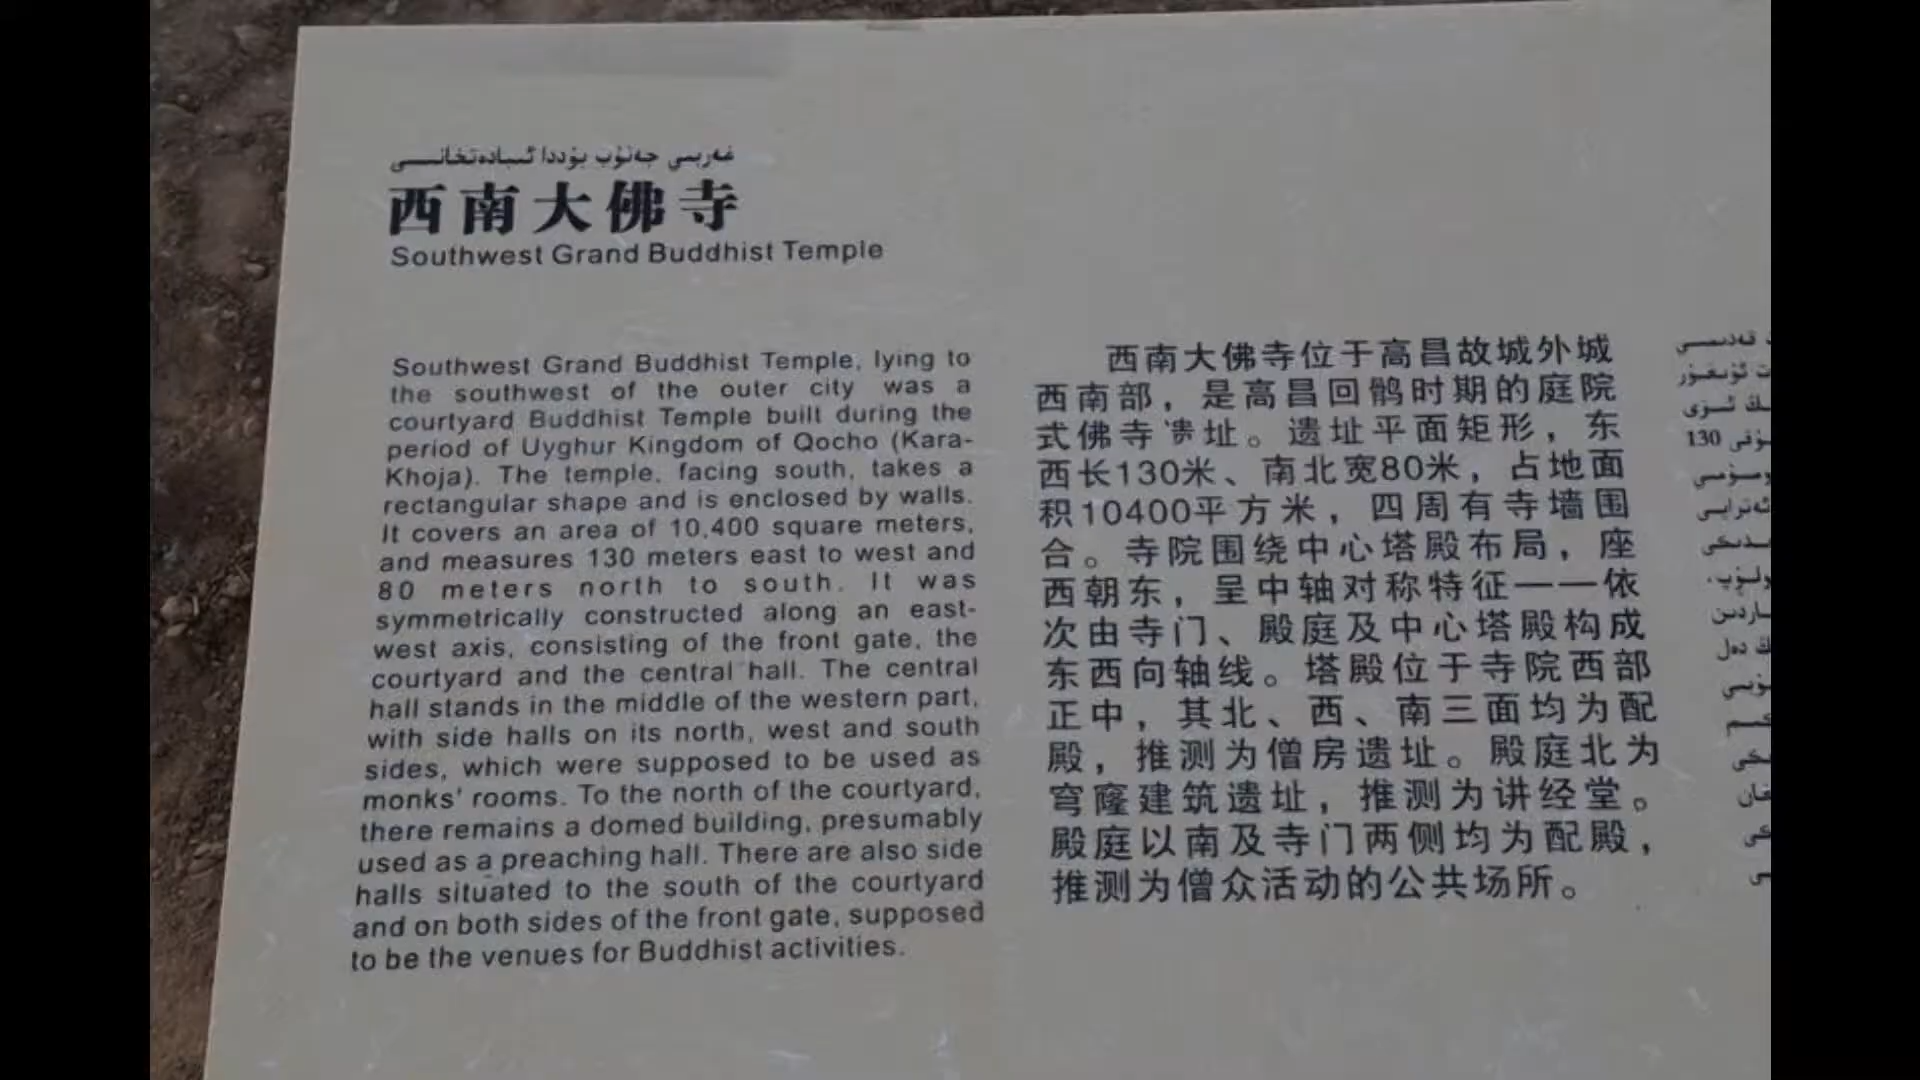 غەربىي جەنۇب بۇددا ئىبادەتخانىسى
西南大佛寺
Southwest Grand Buddhist Temple
Southwest Grand Buddhist Temple, lying to
the southwest of the outer city was a
courtyard Buddhist Temple built during the
period of Uyghur Kingdom of Qocho (Kara-
Khoja). The temple, facing south, takes a
rectangular shape and is enclosed by walls.
It covers an area of 10,400 square meters,
and measures 130 meters east to west and
80 meters north to south. It was
symmetrically constructed along an east-
west axis, consisting of the front gate, the
courtyard and the central hall. The central
hall stands in the middle of the western part,
with side halls on its north, west and south
sides, which were supposed to be used as
monks' rooms. To the north of the courtyard,
there remains a domed building, presumably
used as a preaching hall. There are also side
halls situated to the south of the courtyard
and on both sides of the front gate, supposed
to be the venues for Buddhist activities.
西南大佛寺位于高昌故城外城
西南部，是高昌回鹘时期的庭院
式佛寺遗址。遗址平面矩形，东
西长130米、南北宽80米，占地面
积10400平方米，四周有寺墙围
合。寺院围绕中心塔殿布局，座
西朝东，呈中轴对称特征——依
次由寺门、殿庭及中心塔殿构成
东西向轴线。塔殿位于寺院西部
正中，其北、西、南三面均为配
殿，推测为僧房遗址。殿庭北为
穹窿建筑遗址，推测为讲经堂。
殿庭以南及寺门两侧均为配殿，
推测为僧众活动的公共场所。
130